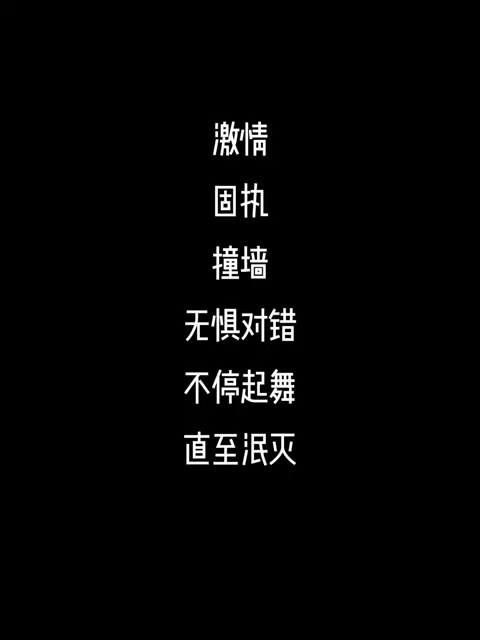 激情
固执
撞墙
无惧对错
不停起舞
直至泯灭